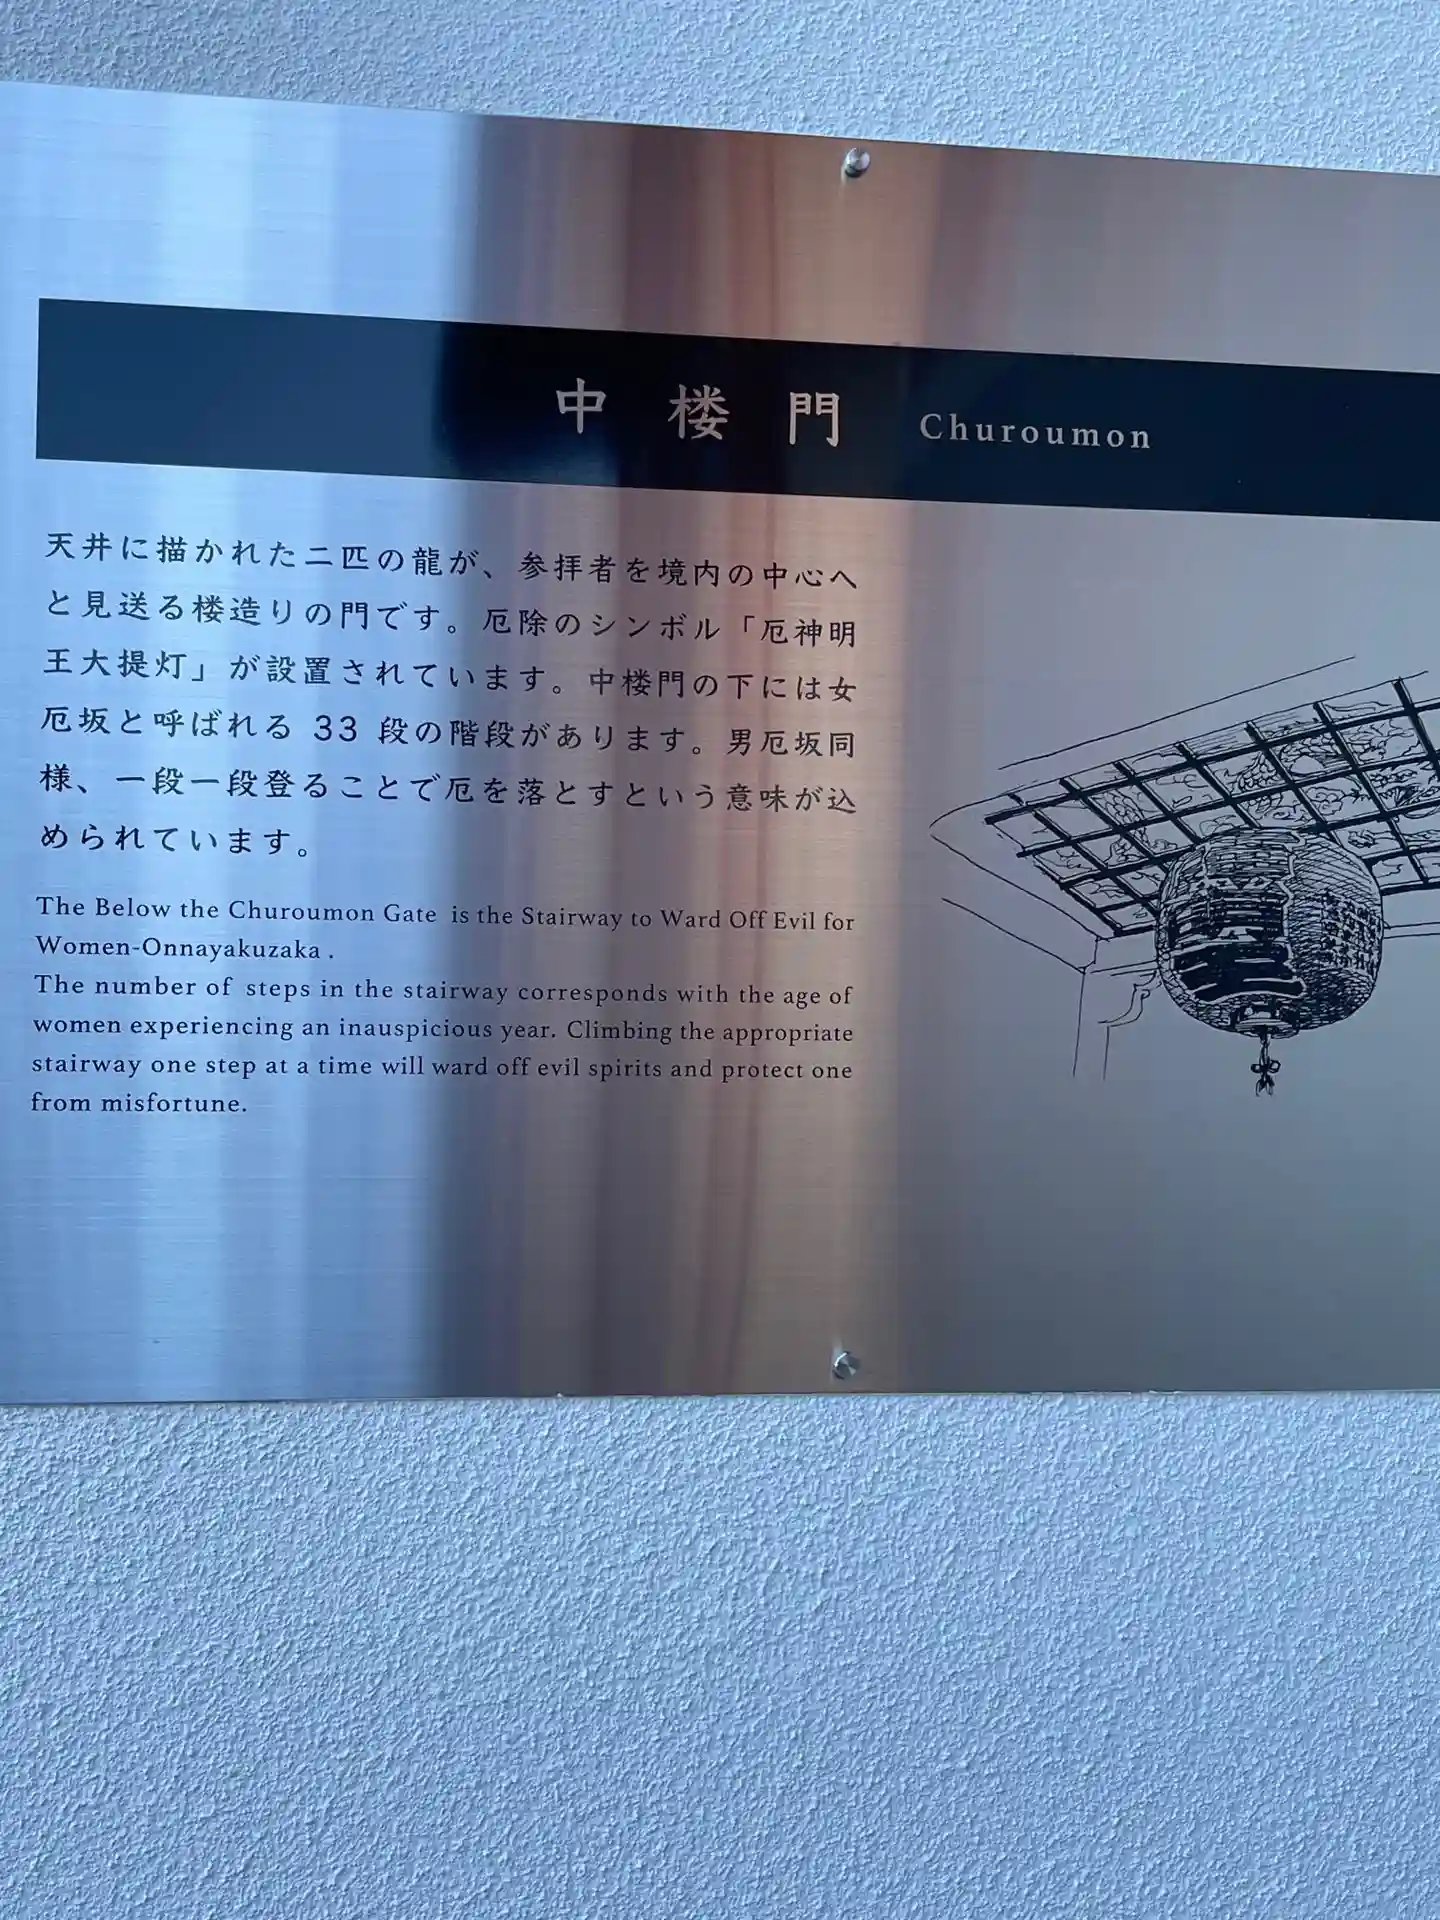 中楼門 Churoumon
天井に描かれた二匹の龍が、参拝者を境内の中心へ
と見送る楼造りの門です。厄除のシンボル「厄神明
王大提灯」が設置されています。中楼門の下には女
厄坂と呼ばれる 33 段の階段があります。男厄坂同
様、一段一段登ることで厄を落とすという意味が込
められています。
The Below the Churoumon Gate is the Stairway to Ward Off Evil for
Women-Onnayakuzaka .
The number of steps in the stairway corresponds with the age of
women experiencing an inauspicious year. Climbing the appropriate
stairway one step at a time will ward off evil spirits and protect one
from misfortune.